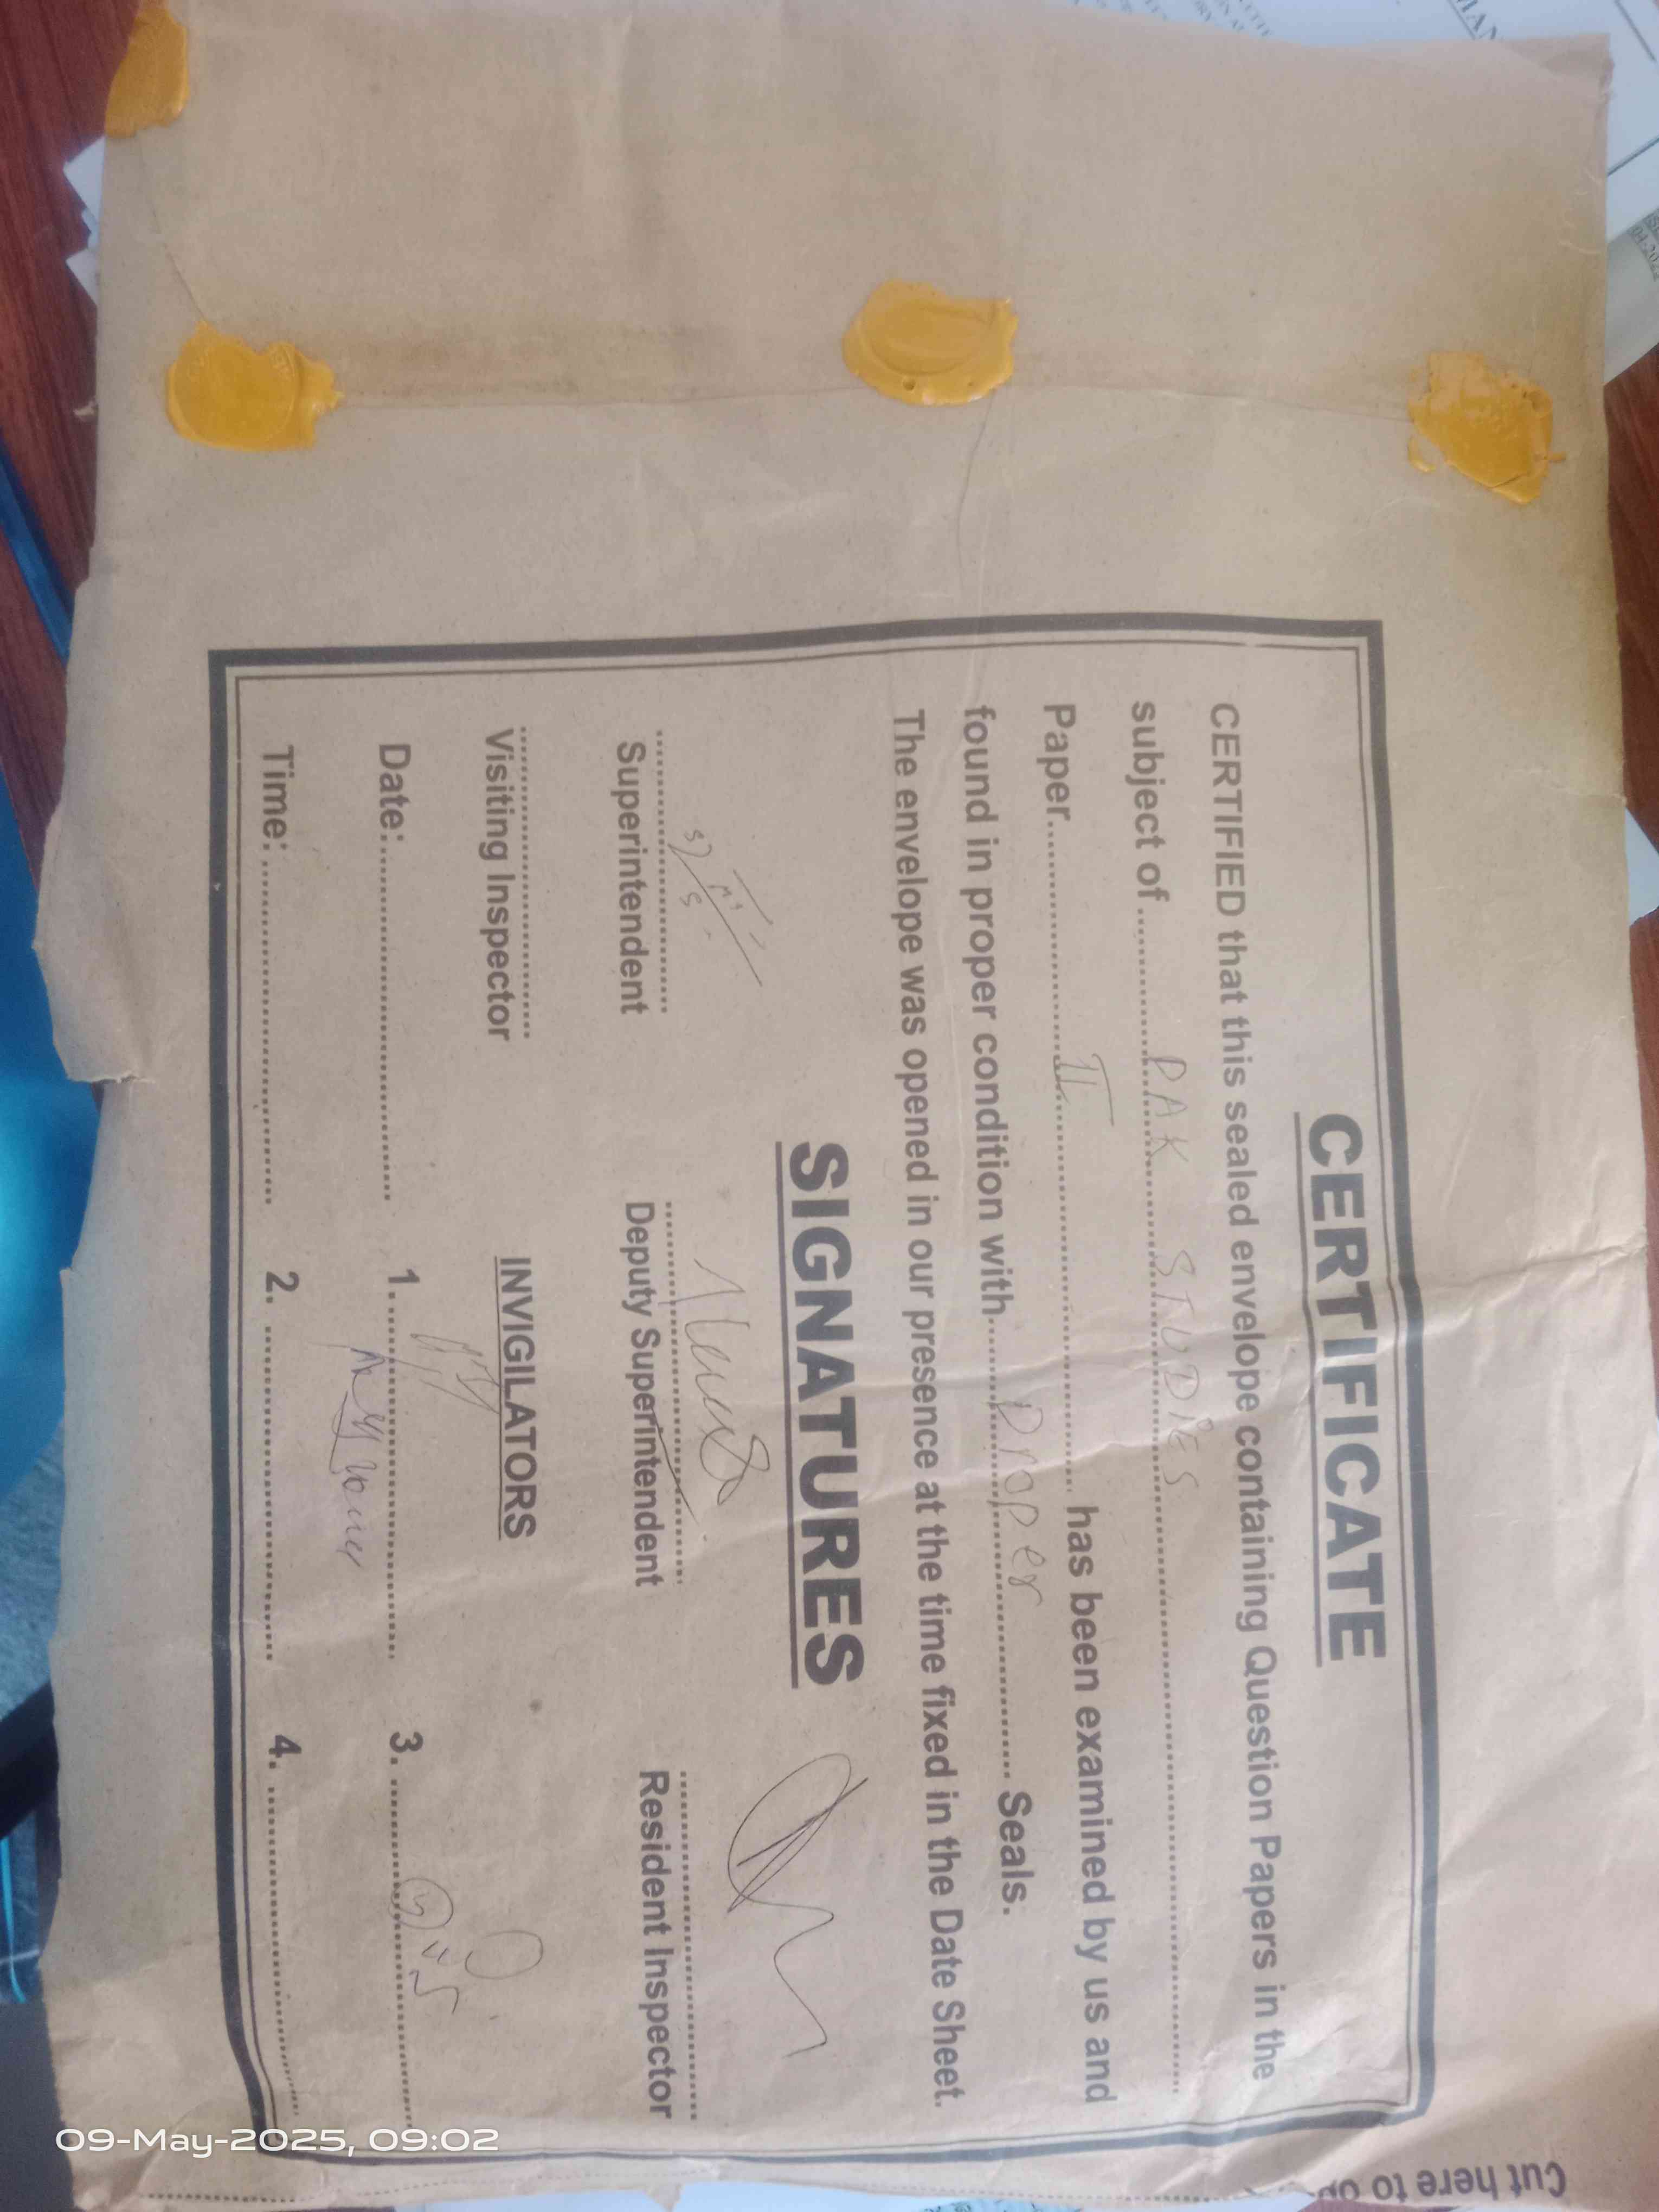 CERTIFICATE
CERTIFIED that this sealed envelope containing Question Papers in the
subject of PAK STUDIES
Paper II has been examined by us and
found in proper condition with Proper Seals.
The envelope was opened in our presence at the time fixed in the Date Sheet.
SIGNATURES
Superintendent Deputy Superintendent Resident Inspector
Visiting Inspector INVIGILATORS
Date: 1. 3.
Time: 2. 4.
Cut here to
09-May-2025, 09:02